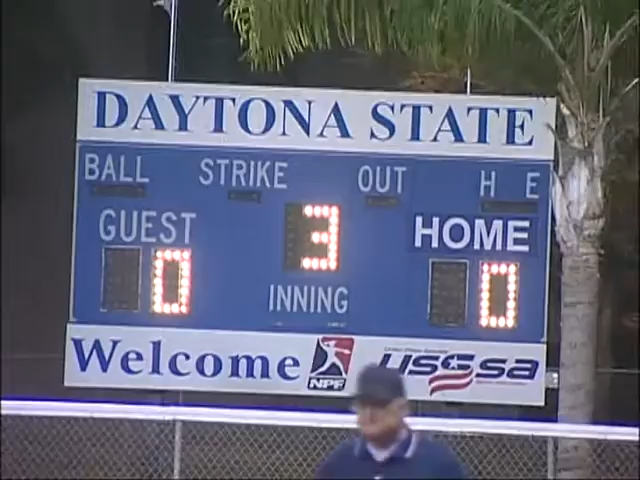 DAYTONA STATE
BALL STRIKE OUT H E
GUEST 3 HOME
0 INNING 0
Welcome NPF USSSA